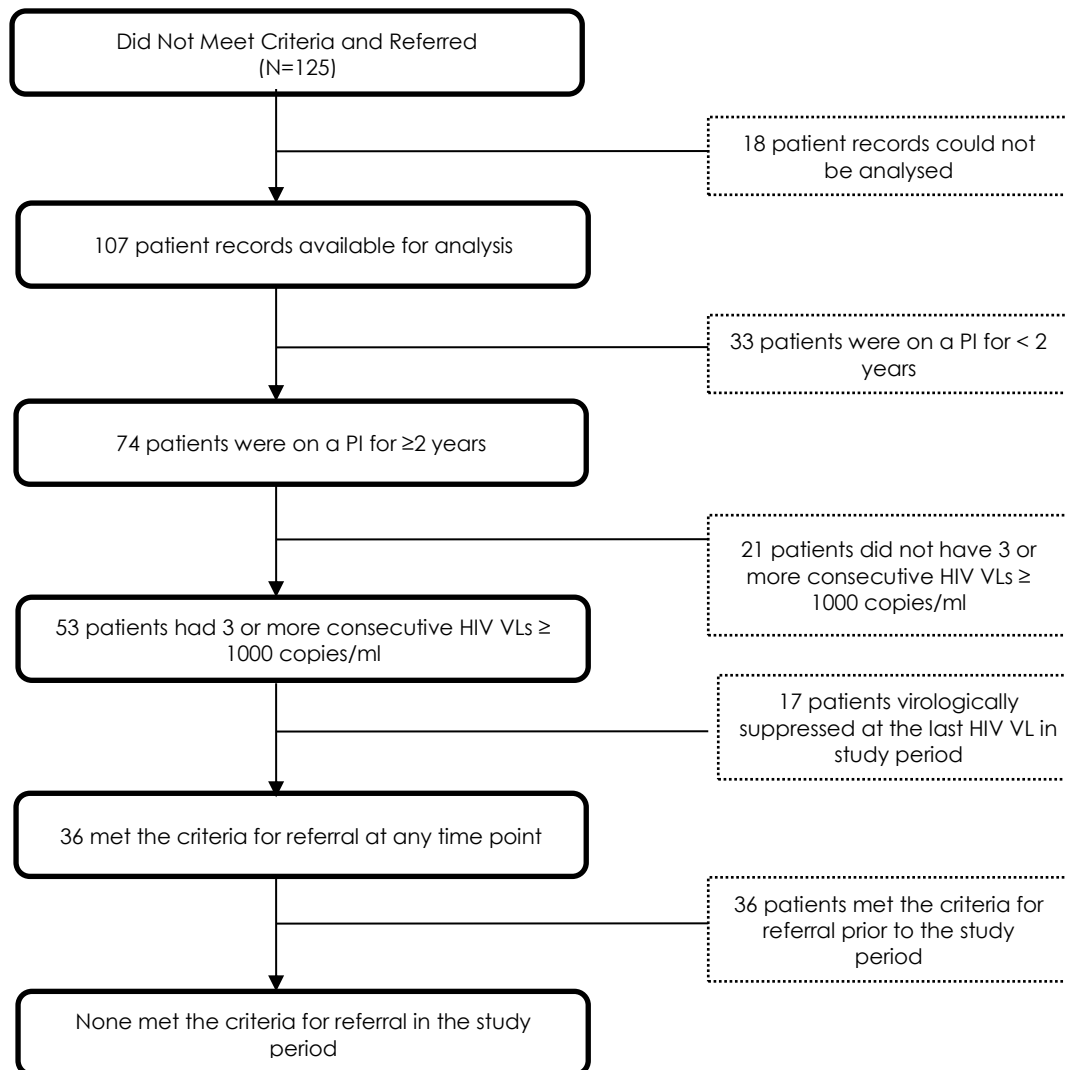 Did Not Meet Criteria and Referred
(N=125)
18 patient records could not
be analysed
107 patient records available for analysis
33 patients were on a PI for < 2
years
74 patients were on a PI for ≥2 years
21 patients did not have 3 or
more consecutive HIV VLs ≥
1000 copies/ml
53 patients had 3 or more consecutive HIV VLs ≥
1000 copies/ml
17 patients virologically
suppressed at the last HIV VL in
study period
36 met the criteria for referral at any time point
36 patients met the criteria for
referral prior to the study
period
None met the criteria for referral in the study
period